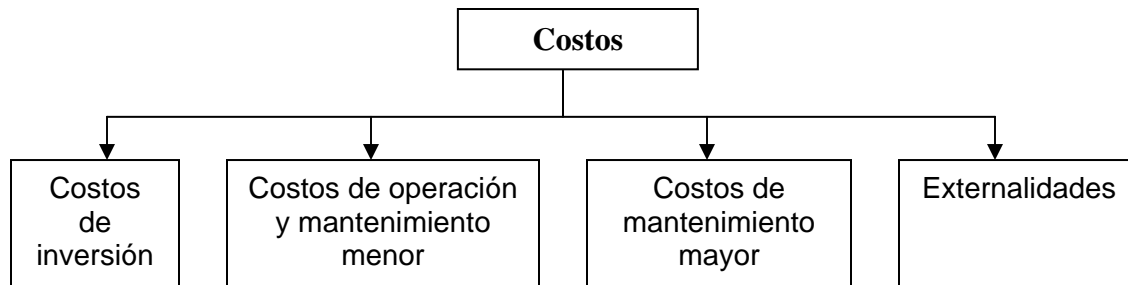 Costos
Costos
de
inversión
Costos de operación
y mantenimiento
menor
Costos de
mantenimiento
mayor
Externalidades